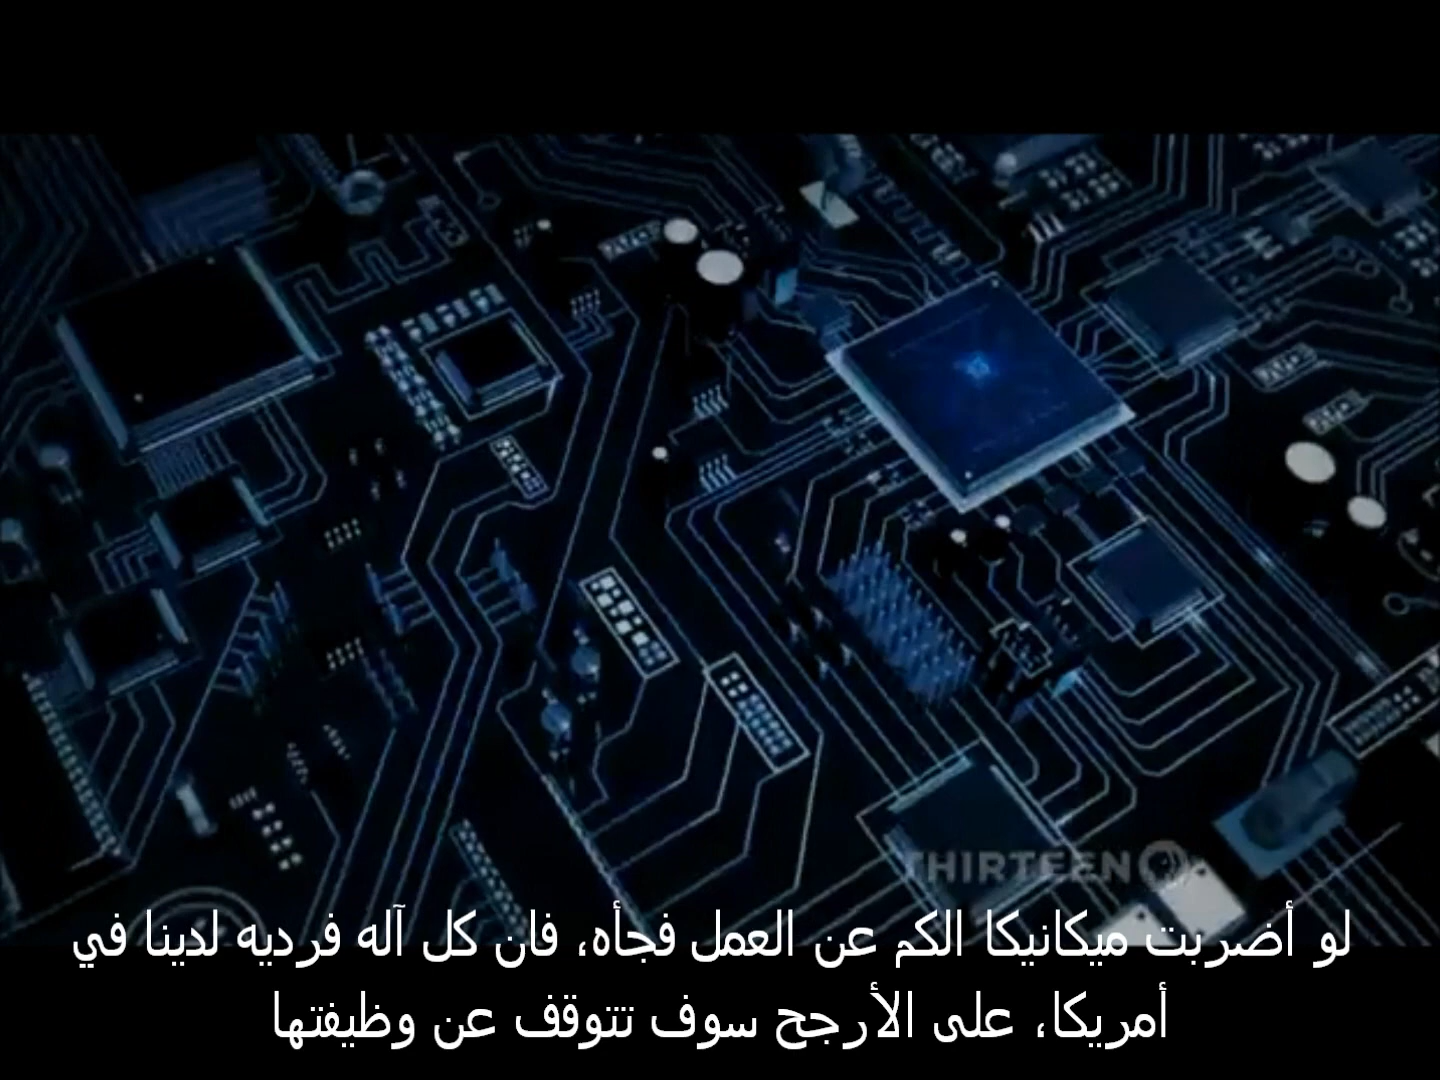 THIRTEEN
لو أضربت ميكانيكا الكم عن العمل فجأه، فان كل آله فرديه لدينا في
أمريكا، على الأرجح سوف تتوقف عن وظيفتها